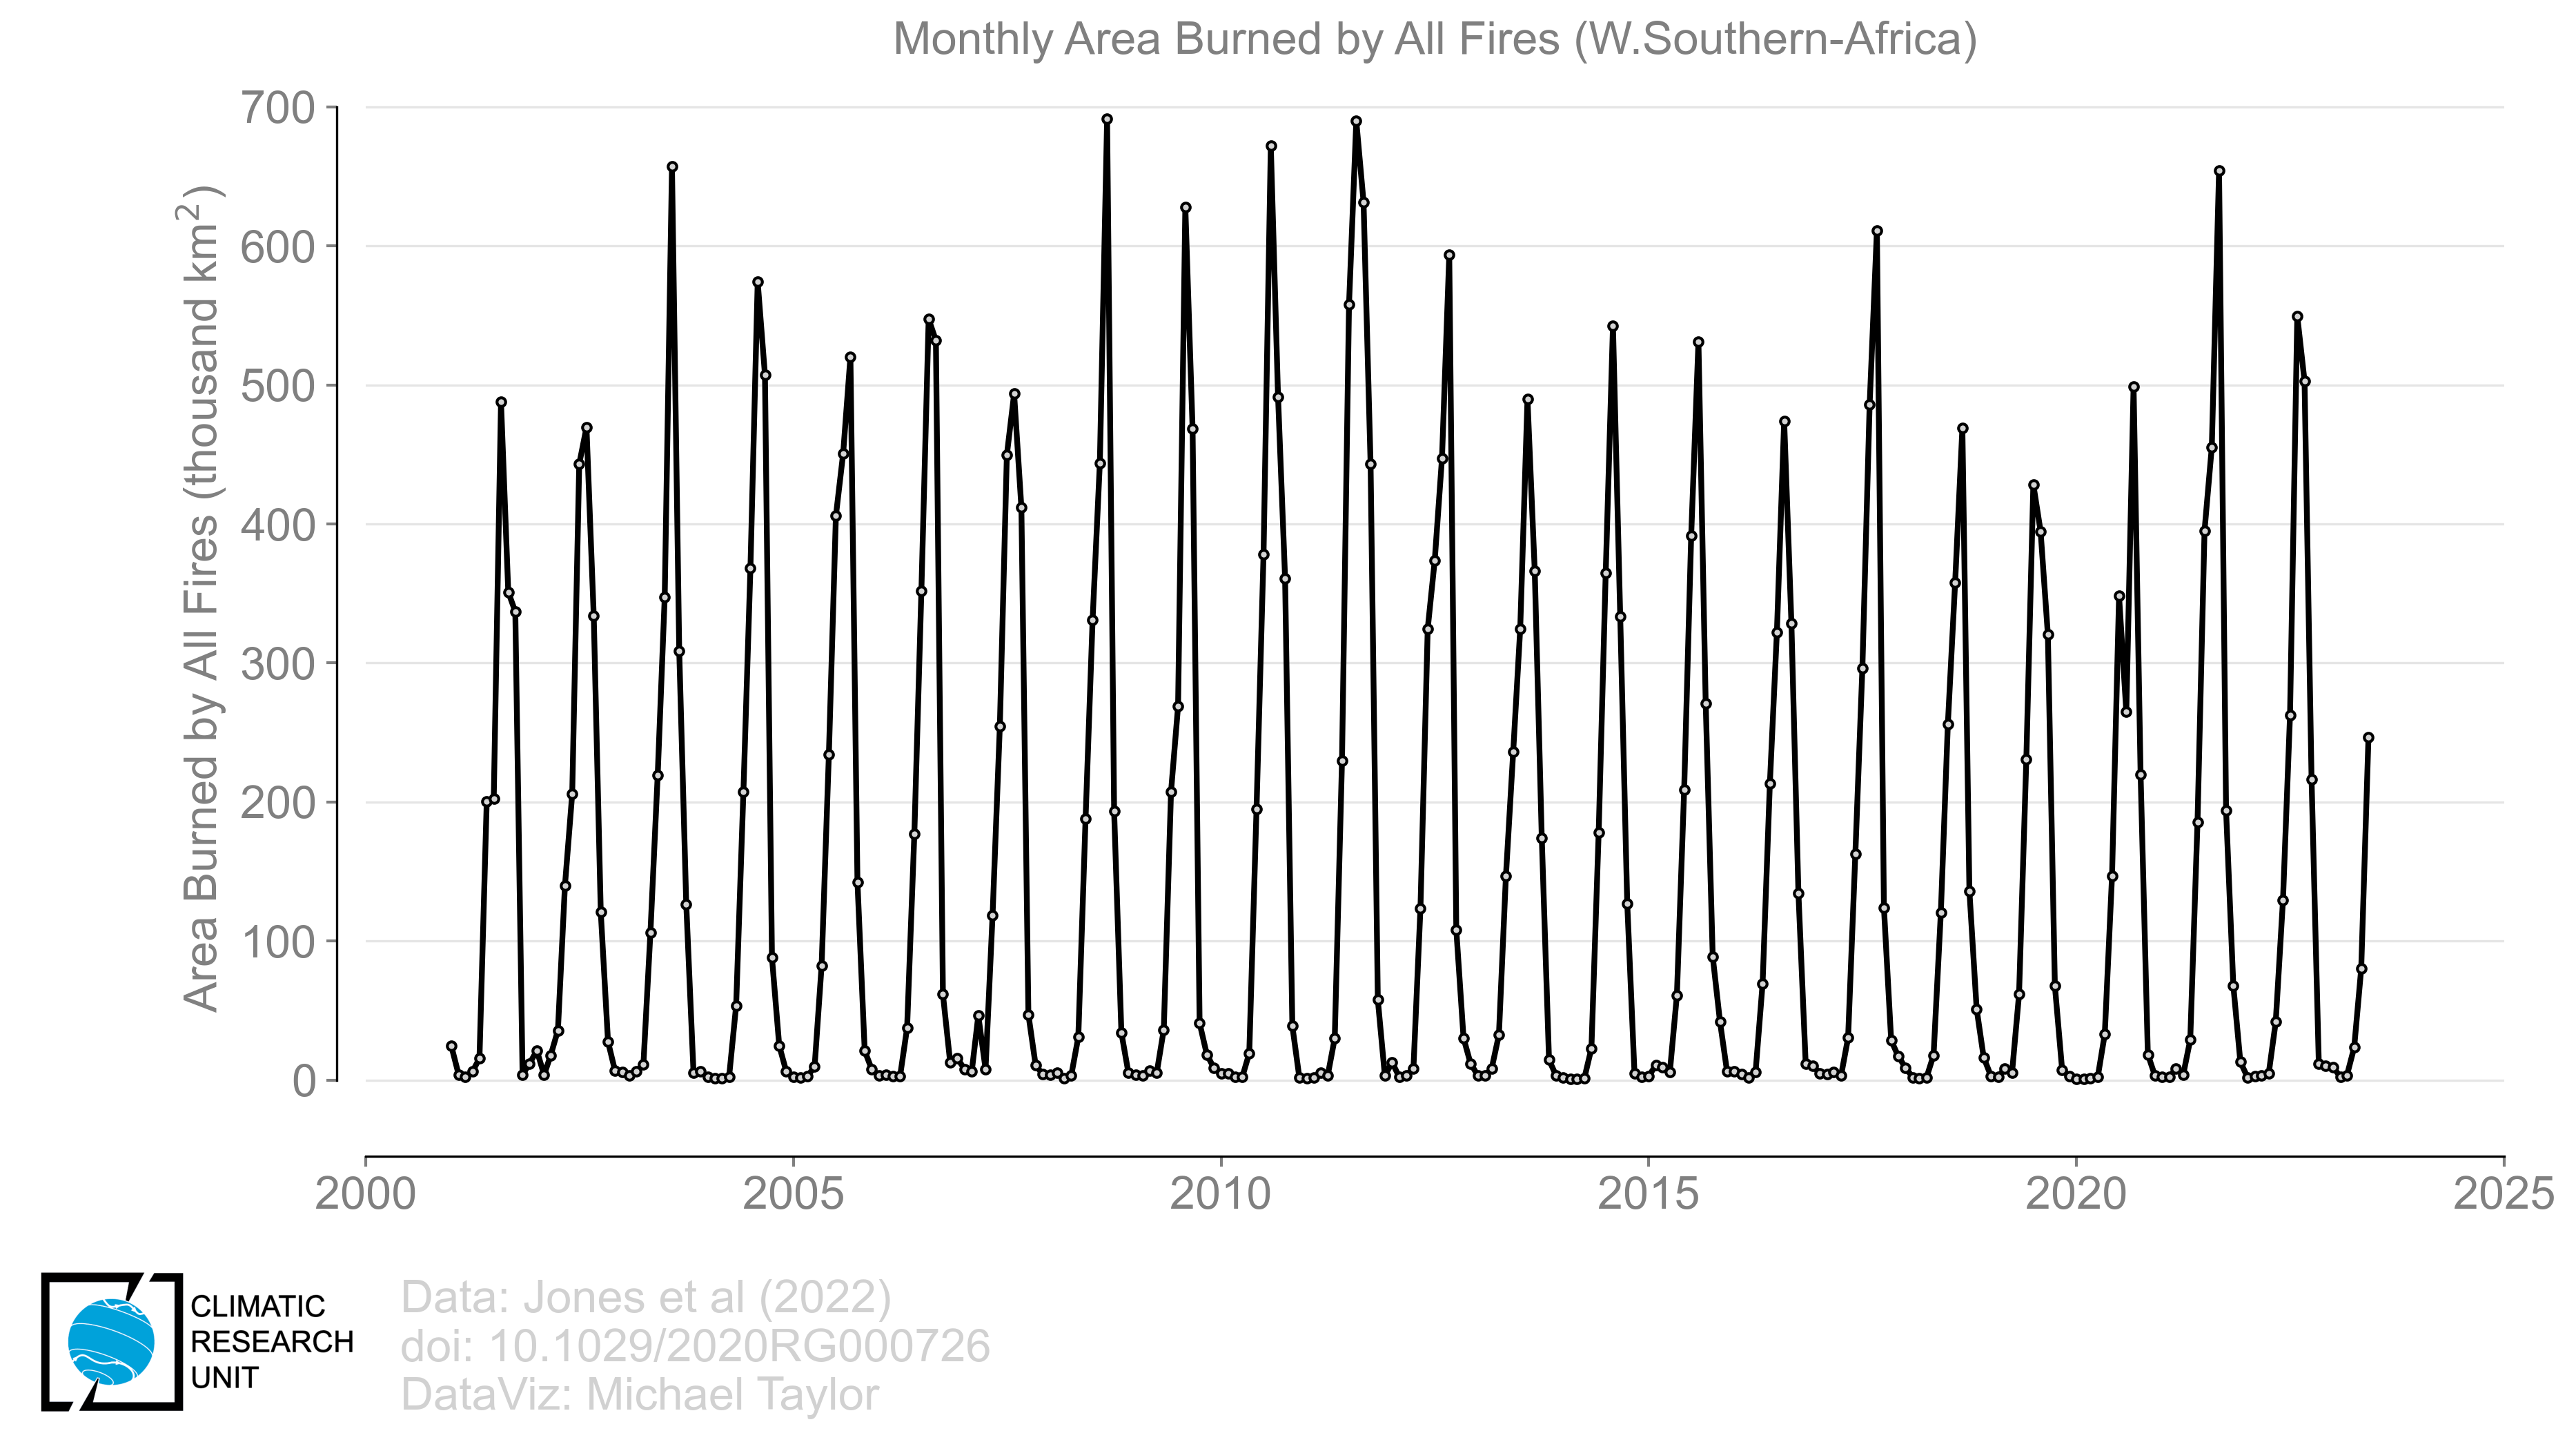 Monthly Area Burned by All Fires (W.Southern-Africa)
Area Burned by All Fires (thousand km²)
700
600
500
400
300
200
100
0
2000
2005
2010
2015
2020
2025
CLIMATIC
RESEARCH
UNIT
Data: Jones et al (2022)
doi: 10.1029/2020RG000726
DataViz: Michael Taylor